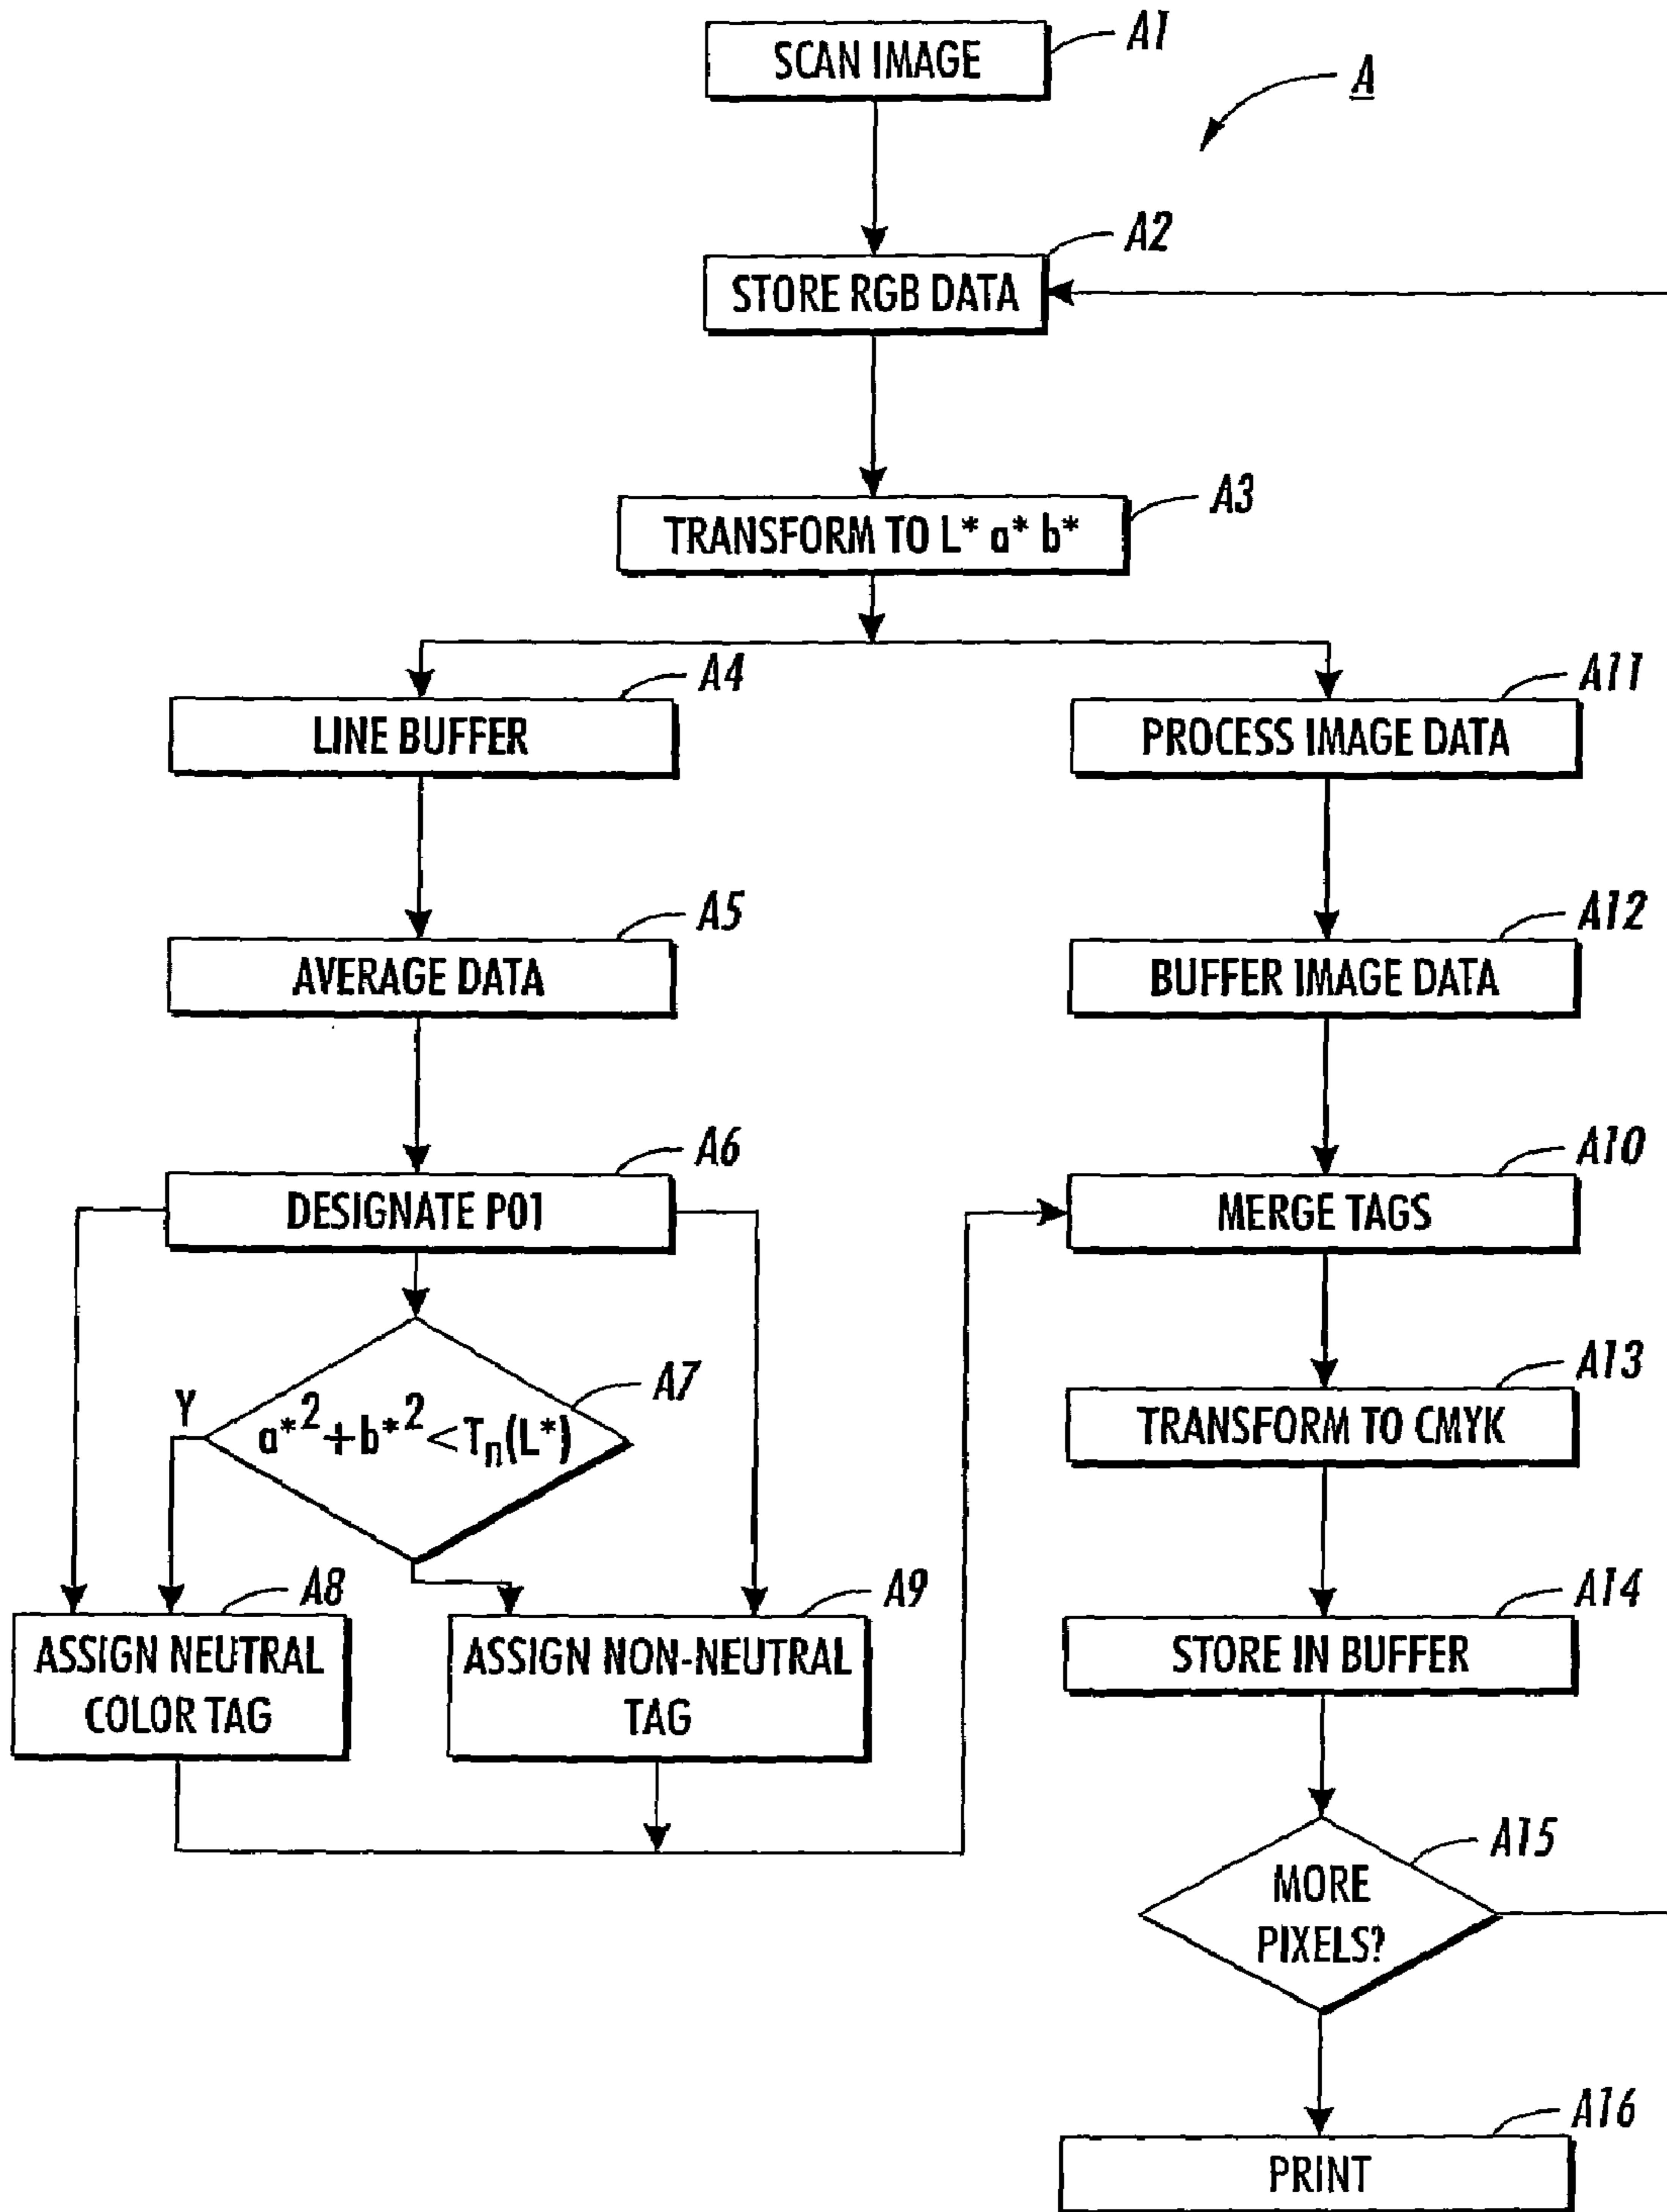 A1
SCAN IMAGE
A
A2
STORE RGB DATA
A3
TRANSFORM TO L* a* b*
A4
LINE BUFFER
A11
PROCESS IMAGE DATA
A5
AVERAGE DATA
A12
BUFFER IMAGE DATA
A6
DESIGNATE P01
A10
MERGE TAGS
A7
Y
a*2+b*2<Tn(L*)
A13
TRANSFORM TO CMYK
A8
ASSIGN NEUTRAL
COLOR TAG
A9
ASSIGN NON-NEUTRAL
TAG
A14
STORE IN BUFFER
A15
MORE
PIXELS?
A16
PRINT